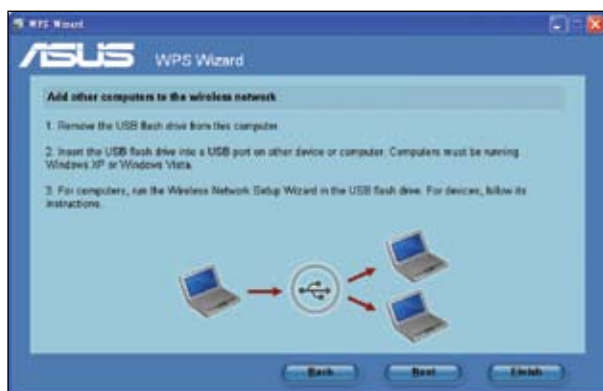 WPS Wizard
ASUS WPS Wizard
Add other computers to the wireless network
1. Remove the USB flash drive from this computer.
2. Insert the USB flash drive into a USB port on other device or computer. Computers must be running
Windows XP or Windows Vista.
3. For computers, run the Wireless Network Setup Wizard in the USB flash drive. For devices, follow its
instructions.
Back Next Finish